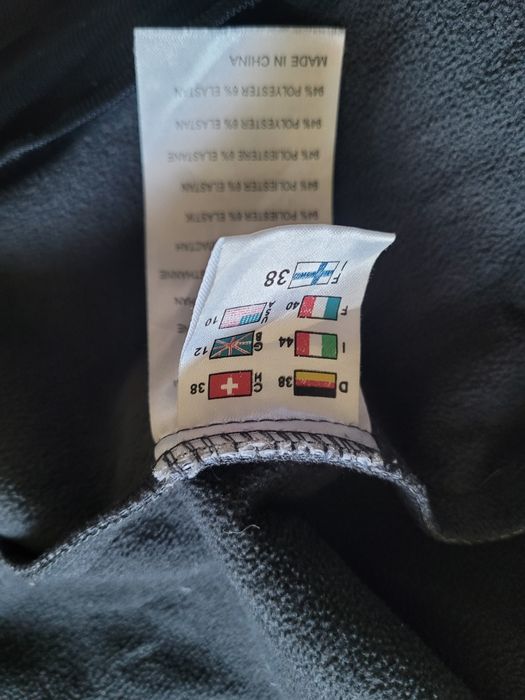 D 38 CH 38
I 44 GB 12
F 40 USA 10
38
94% POLYESTER 6% ELASTIK
94% POLYESTER 6% ELASTAN
94% POLIESTERE 6% ELASTANE
94% POLYESTER 6% ELASTAN
94% POLYESTER 6% ELASTAN
MADE IN CHINA